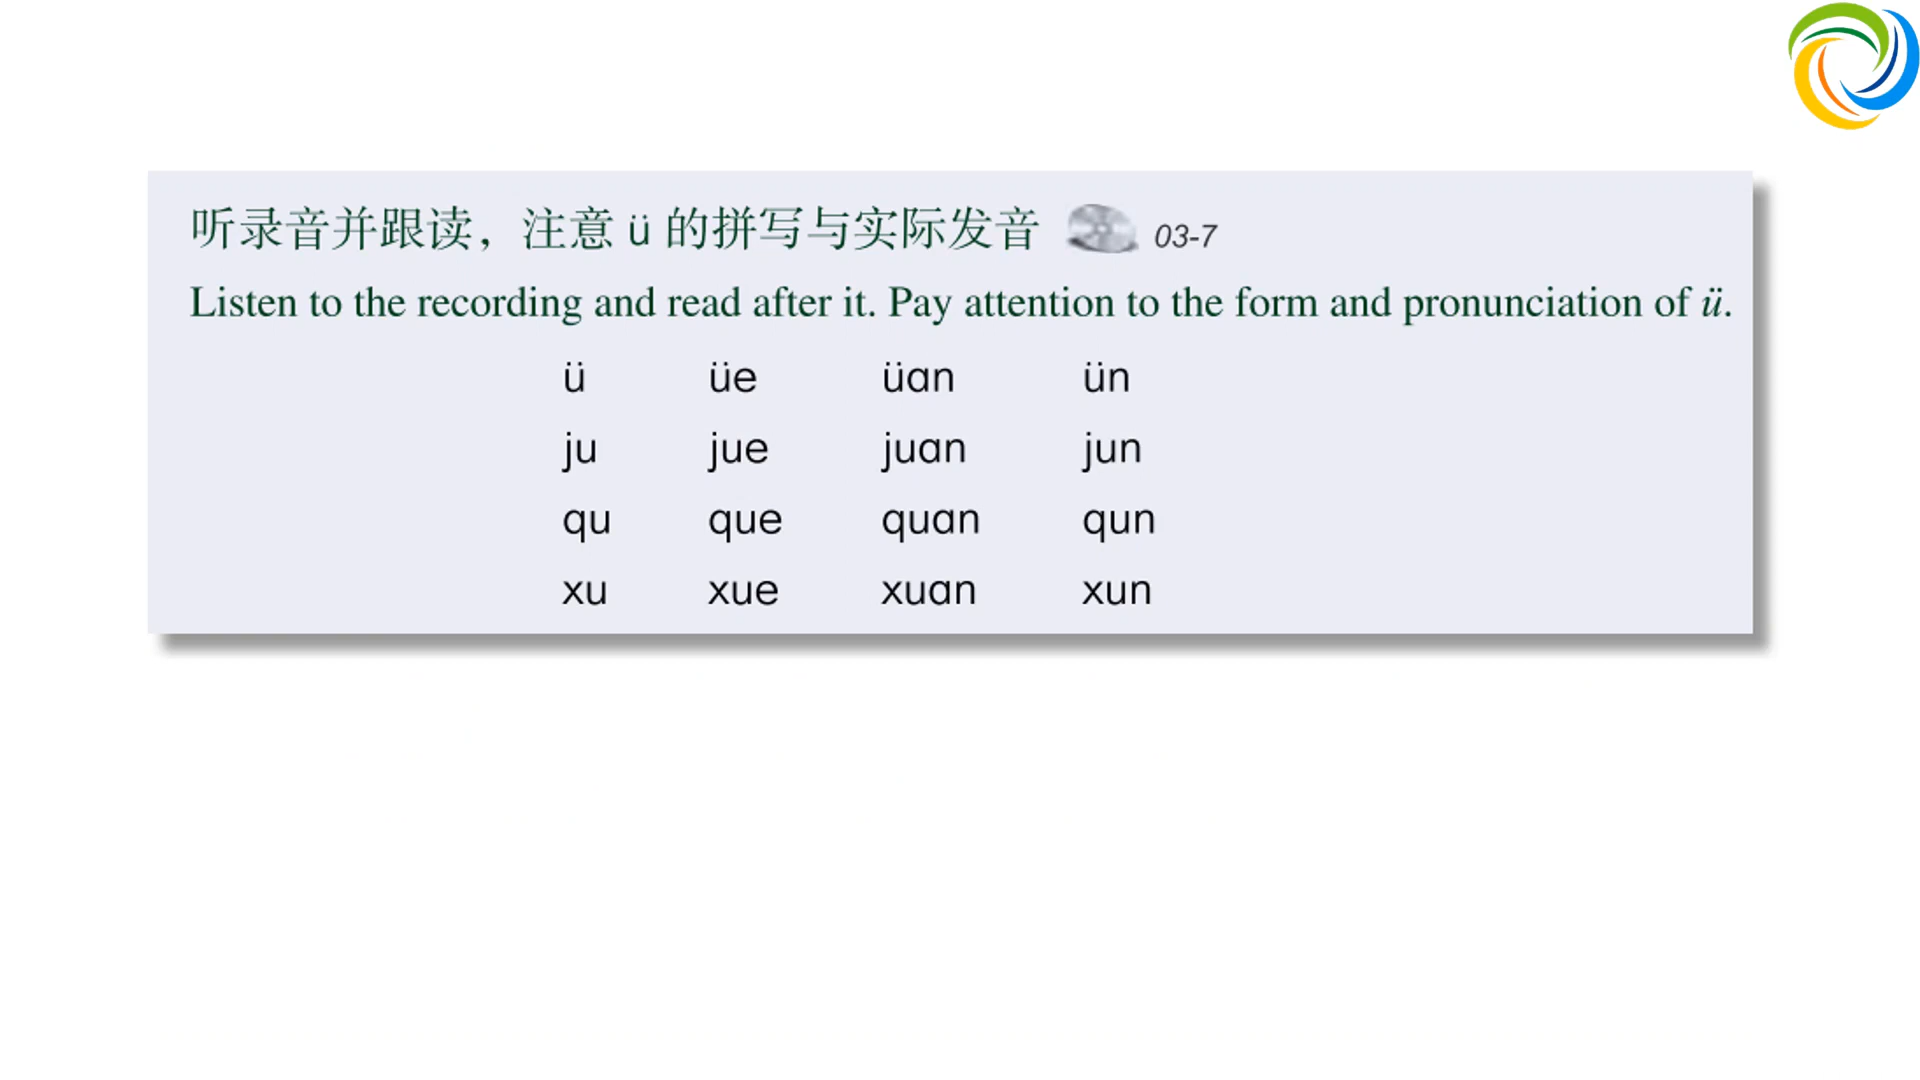 听录音并跟读，注意 ü 的拼写与实际发音 03-7
Listen to the recording and read after it. Pay attention to the form and pronunciation of ü.
ü üe üan ün
ju jue juan jun
qu que quan qun
xu xue xuan xun